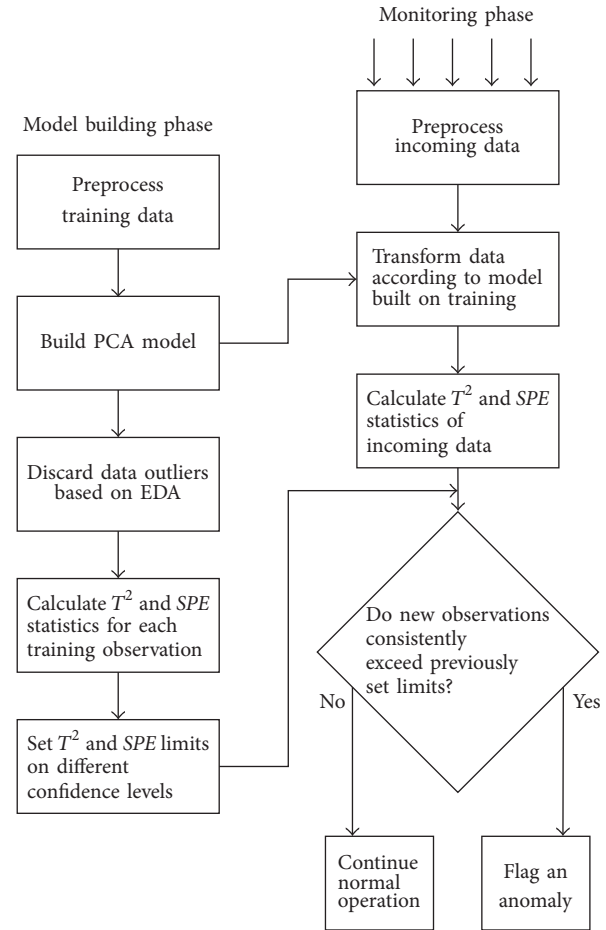 Model building phase
Preprocess
training data
Build PCA model
Discard data outliers
based on EDA
Calculate T² and SPE
statistics for each
training observation
Set T² and SPE limits
on different
confidence levels
Monitoring phase
Preprocess
incoming data
Transform data
according to model
built on training
Calculate T² and SPE
statistics of
incoming data
Do new observations
consistently
exceed previously
set limits?
No
Yes
Continue
normal
operation
Flag an
anomaly